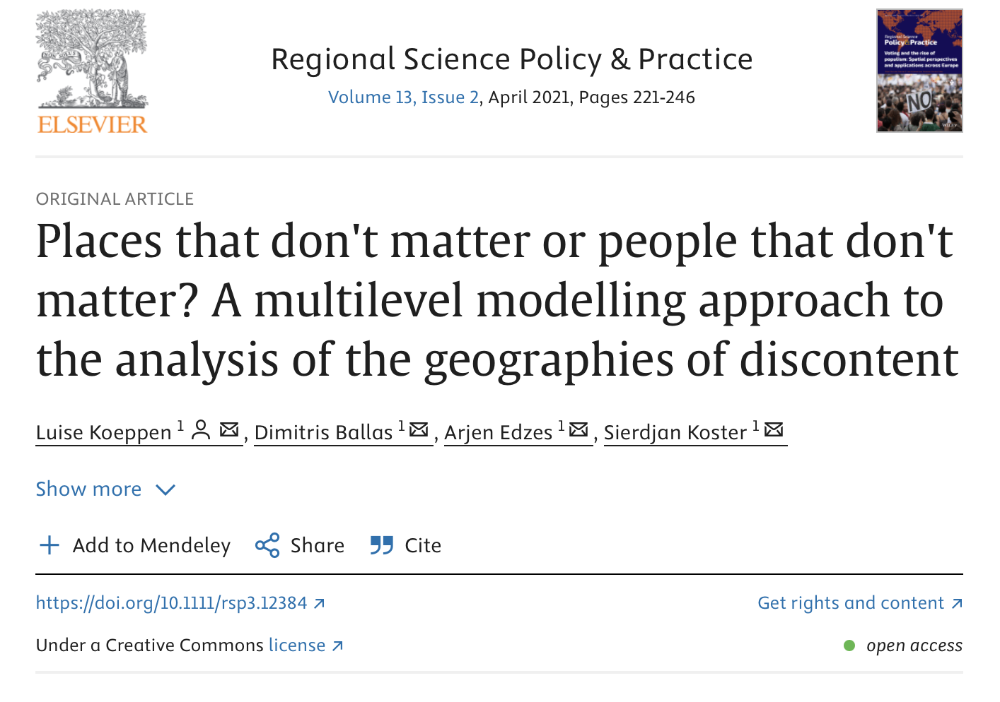 ELSEVIER
Regional Science Policy & Practice
Volume 13, Issue 2, April 2021, Pages 221-246
Regional Science
Policy & Practice
Voting and the rise of
populism: Spatial perspectives
and applications across Europe
NO
WILEY
ORIGINAL ARTICLE
Places that don't matter or people that don't
matter? A multilevel modelling approach to
the analysis of the geographies of discontent
Luise Koeppen 1, Dimitris Ballas 1, Arjen Edzes 1, Sierdjan Koster 1
Show more
Add to Mendeley Share Cite
https://doi.org/10.1111/rsp3.12384 Get rights and content
Under a Creative Commons license open access